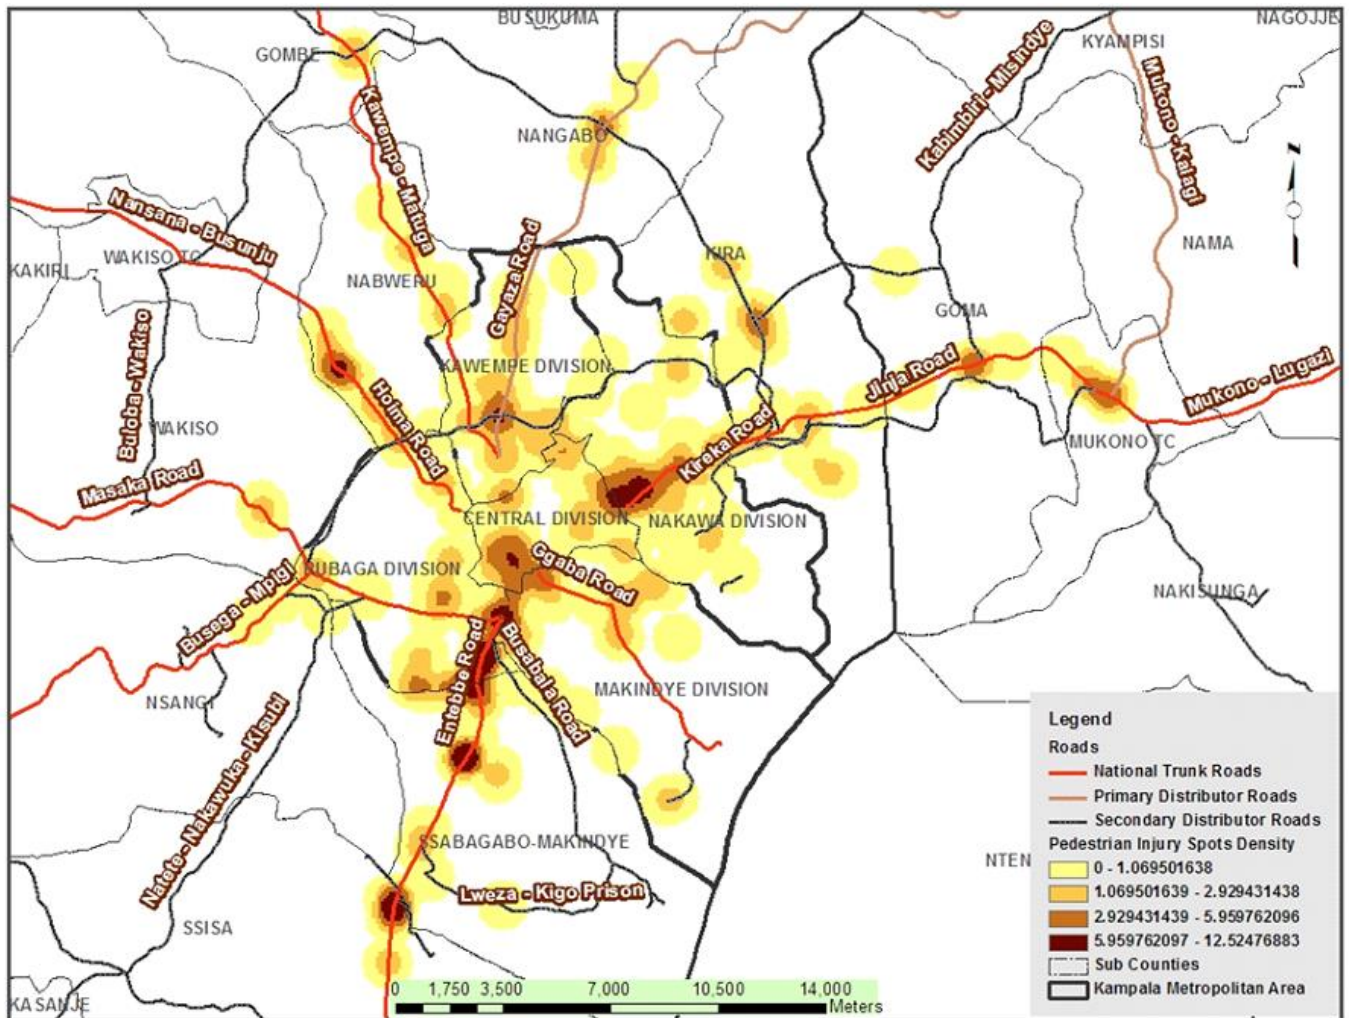 BUSUKUMA
NAGOJJE
GOMBE
KYAMPISI
Kabimbiri - Misindye
Mukono - Kalagi
Kawempe - Matuga
NANGABO
Nansana - Busunju
Gayaza Road
KIRA
NAMA
KAKIRI
WAKISO TC
NABWERU
GOMA
Buloba - Wakiso
KAWEMPE DIVISION
Jinja Road
Mukono - Lugazi
Hoima Road
WAKISO
Kireka Road
MUKONO TC
Masaka Road
CENTRAL DIVISION
NAKAWA DIVISION
RUBAGA DIVISION
Ggaba Road
Busega - Mpigi
NAKISUNGA
Entebbe Road
Busabala Road
MAKINDYE DIVISION
NSANGI
Natete - Nakawuka - Kisubi
SSABAGABO-MAKINDYE
NTEN
Lweza - Kigo Prison
SSISA
KASANJE
Legend
Roads
National Trunk Roads
Primary Distributor Roads
Secondary Distributor Roads
Pedestrian Injury Spots Density
0 - 1.069501638
1.069501639 - 2.929431438
2.929431439 - 5.959762096
5.959762097 - 12.52476883
Sub Counties
Kampala Metropolitan Area
0 1,750 3,500 7,000 10,500 14,000
Meters